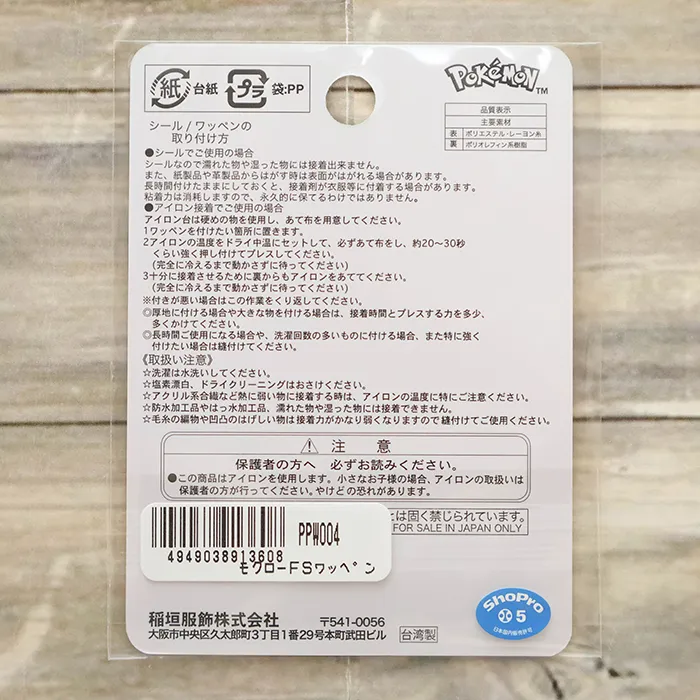 紙 台紙 プラ 袋:PP
POKéMON TM
品質表示
主要素材
表 ポリエステル・レーヨン糸
裏 ポリオレフィン系樹脂
シール/ワッペンの
取り付け方
●シールでご使用の場合
シールなので濡れた物や湿った物には接着出来ません。
また、紙製品や革製品からはがす時は表面がはがれる場合があります。
長時間付けたままにしておくと、接着剤が衣服等に付着する場合があります。
粘着力は消耗しますので、永久的に保てるわけではありません。
●アイロン接着でご使用の場合
アイロン台は硬めの物を使用し、あて布を用意してください。
1ワッペンを付けたい箇所に置きます。
2アイロンの温度をドライ中温にセットして、必ずあて布をし、約20〜30秒
くらい強く押し付けてプレスしてください。
(完全に冷えるまで動かさずに待ってください)
3十分に接着させるために裏からもアイロンをあててください。
(完全に冷えるまで動かさずに待ってください)
※付きが悪い場合はこの作業をくり返してください。
◎厚地に付ける場合や大きな物を付ける場合は、接着時間とプレスする力を多少、
多くかけてください。
◎長時間ご使用になる場合や、洗濯回数の多いものに付ける場合、また特に強く
付けたい場合は縫付けてください。
《取扱い注意》
☆洗濯は水洗いしてください。
☆塩素漂白、ドライクリーニングはおさけください。
☆アクリル系合繊など熱に弱い物に接着する時は、アイロンの温度に特にご注意ください。
☆防水加工品やはっ水加工品、濡れた物や湿った物には接着できません。
☆毛糸の編物や凹凸のはげしい物は接着力がかなり弱くなりますので縫付けてご使用ください。
⚠ 注 意
保護者の方へ 必ずお読みください。
●この商品はアイロンを使用します。小さなお子様の場合、アイロンの取扱いは
保護者の方が行ってください。やけどの恐れがあります。
とは固く禁じられています。
FOR SALE IN JAPAN ONLY
4949038913608
PPW004
モクローFSワッペン
稲垣服飾株式会社 〒541-0056
大阪市中央区久太郎町3丁目1番29号本町武田ビル
台湾製
ShoPro
5
日本国内販売許可